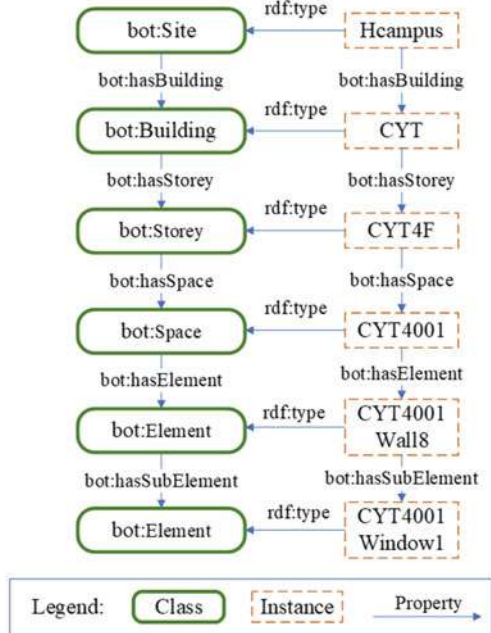 rdf:type
bot:Site
Hcampus
bot:hasBuilding
bot:hasBuilding
rdf:type
bot:Building
CYT
bot:hasStorey
bot:hasStorey
rdf:type
bot:Storey
CYT4F
bot:hasSpace
bot:hasSpace
rdf:type
bot:Space
CYT4001
bot:hasElement
bot:hasElement
rdf:type
bot:Element
CYT4001
Wall8
bot:hasSubElement
bot:hasSubElement
rdf:type
bot:Element
CYT4001
Window1
Legend:
Class
Instance
Property